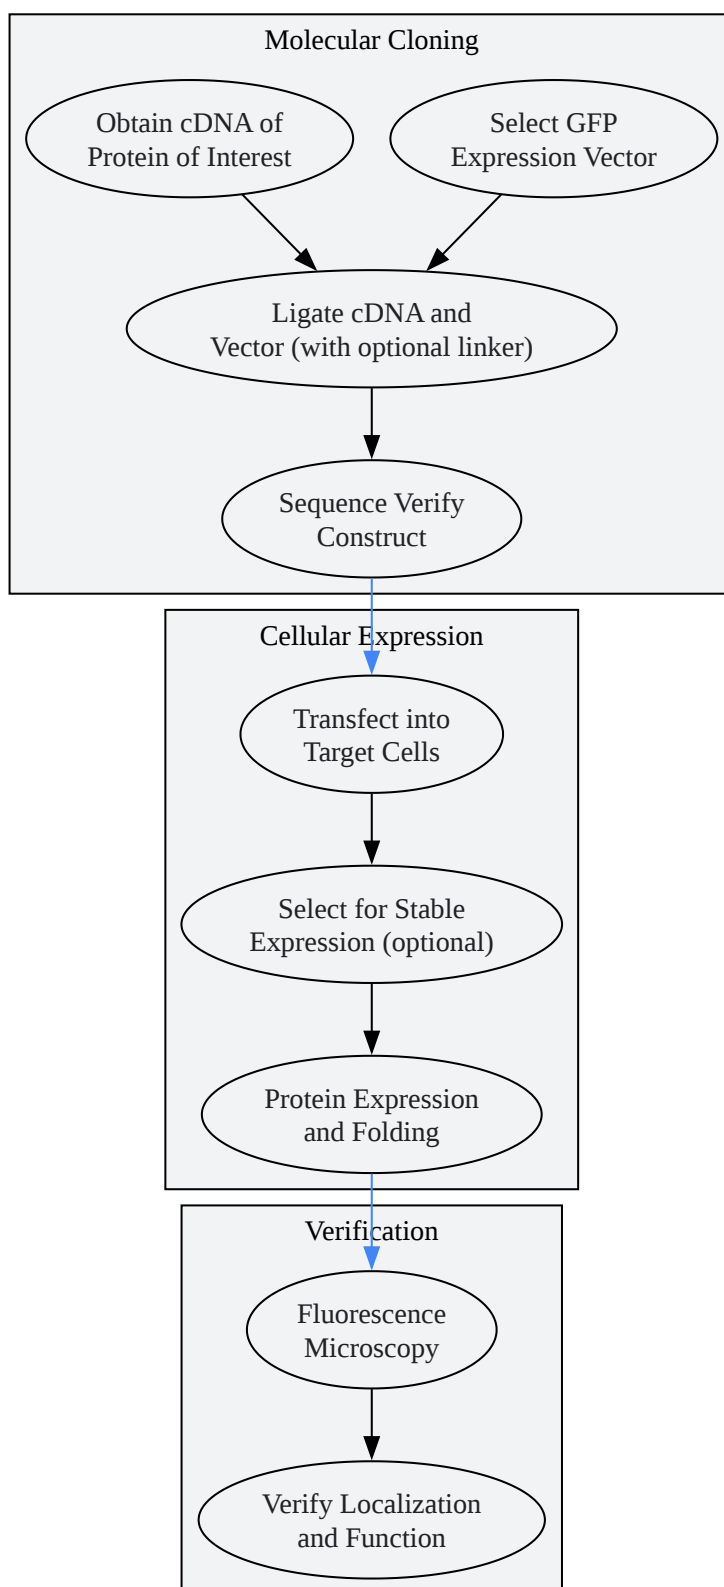 Molecular Cloning
Obtain cDNA of
Protein of Interest
Select GFP
Expression Vector
Ligate cDNA and
Vector (with optional linker)
Sequence Verify
Construct
Cellular Expression
Transfect into
Target Cells
Select for Stable
Expression (optional)
Protein Expression
and Folding
Verification
Fluorescence
Microscopy
Verify Localization
and Function